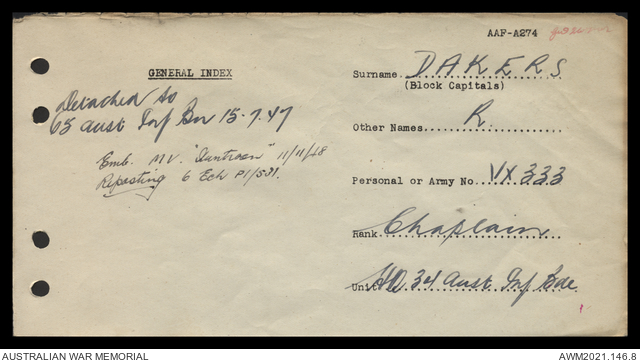 AAF-A274
GENERAL INDEX
Detached to
65 Aust Inf Bn 15.7.47
Emb. M.V. "Duntroon" 11/11/48
Reposting 6 Ech P1/531.
Surname DAKERS
(Block Capitals)
Other Names R.
Personal or Army No. VX 333
Rank Chaplain
Unit HQ 34 Aust Inf Bde
AUSTRALIAN WAR MEMORIAL
AWM2021.146.8